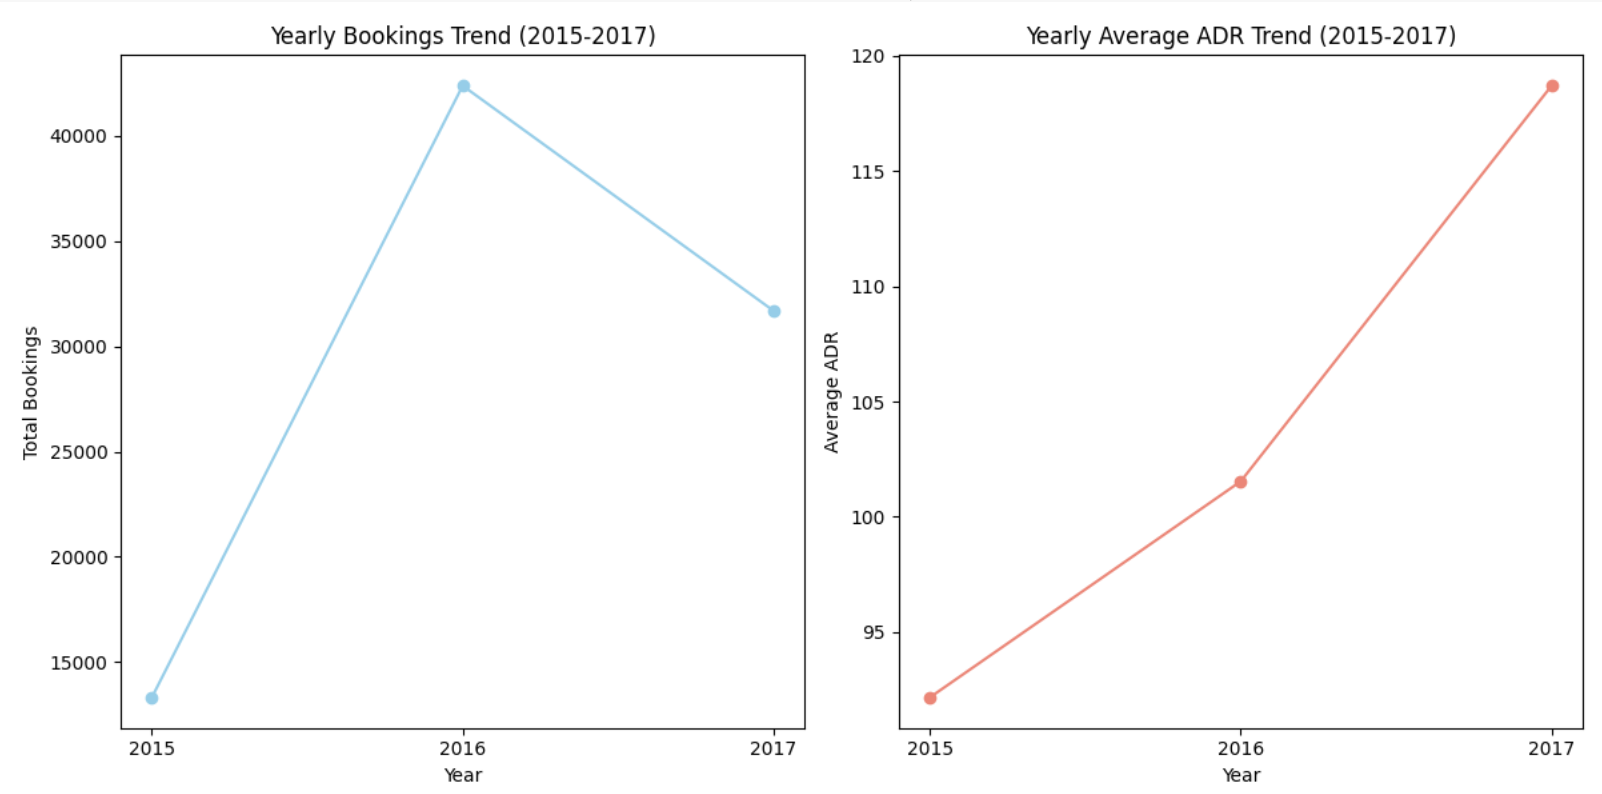 Yearly Bookings Trend (2015-2017)
40000
35000
30000
25000
20000
15000
Total Bookings
2015 2016 2017
Year
Yearly Average ADR Trend (2015-2017)
120
115
110
105
100
95
Average ADR
2015 2016 2017
Year